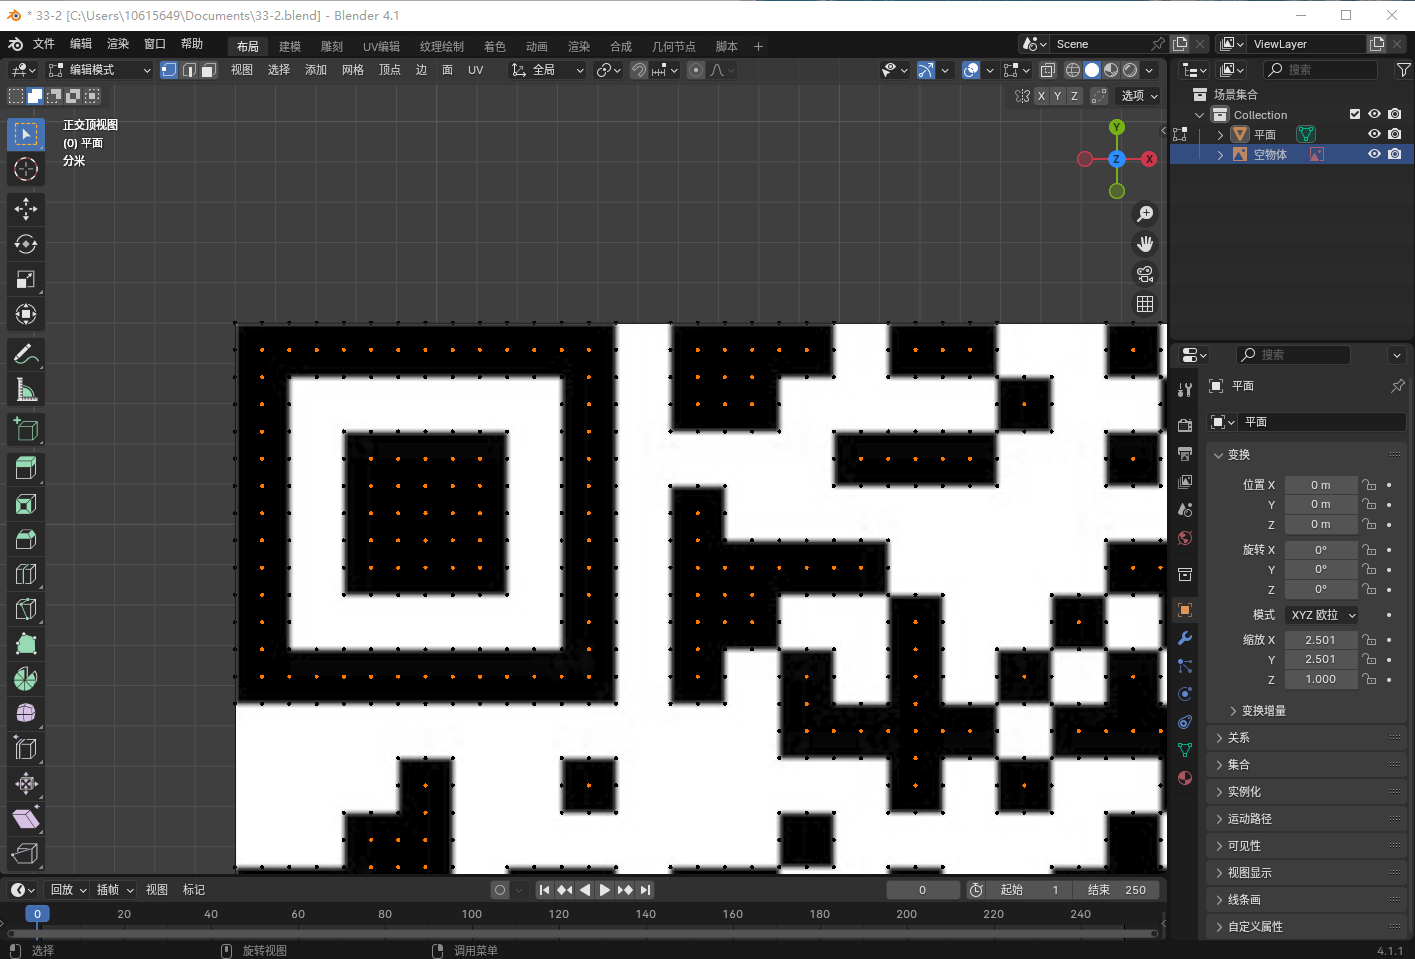 * 33-2 [C:\Users\10615649\Documents\33-2.blend] - Blender 4.1
文件 编辑 渲染 窗口 帮助 布局 建模 雕刻 UV编辑 纹理绘制 着色 动画 渲染 合成 几何节点 脚本 + Scene ViewLayer
编辑模式 视图 选择 添加 网格 顶点 边 面 UV 全局 搜索
X Y Z 选项
场景集合
Collection
平面
空物体
正交顶视图
(0) 平面
分米
Y
Z X
搜索
平面
平面
变换
位置 X 0 m
Y 0 m
Z 0 m
旋转 X 0°
Y 0°
Z 0°
模式 XYZ 欧拉
缩放 X 2.501
Y 2.501
Z 1.000
变换增量
关系
集合
实例化
运动路径
可见性
视图显示
线条画
自定义属性
回放 插帧 视图 标记 0 起始 1 结束 250
0 20 40 60 80 100 120 140 160 180 200 220 240
选择 旋转视图 调用菜单 4.1.1